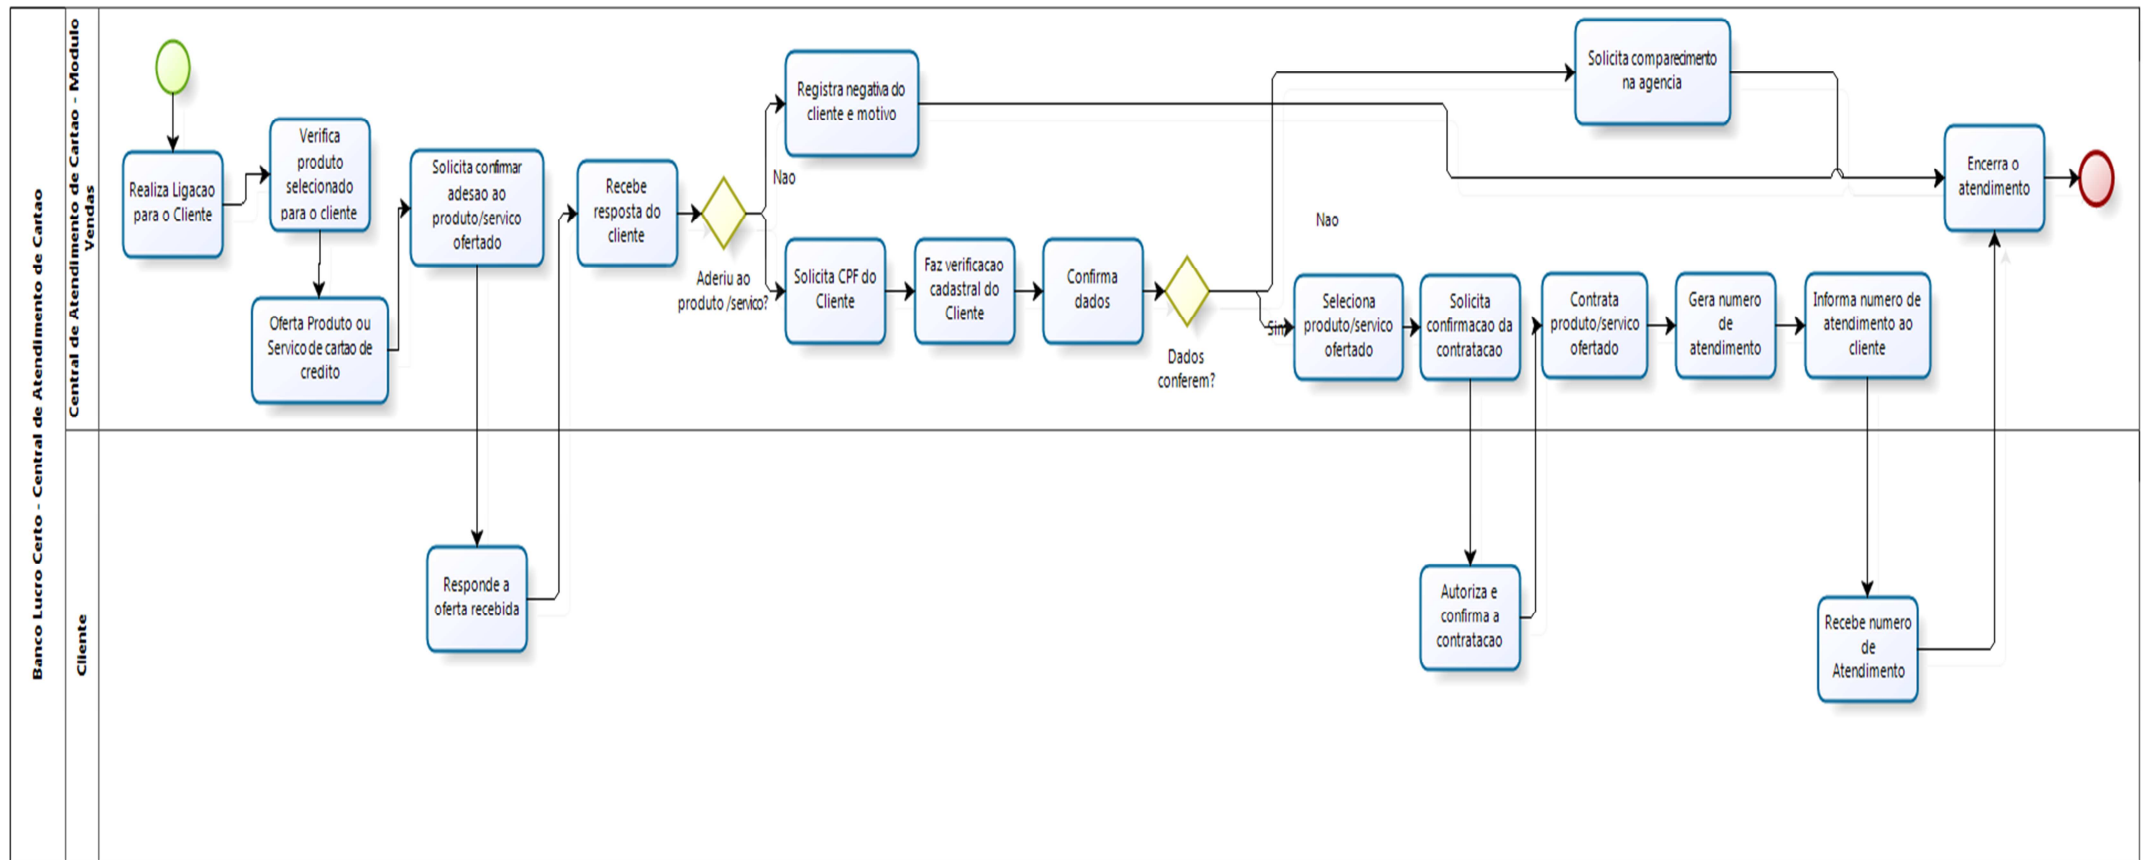 Banco Lucro Certo - Central de Atendimento de Cartao
Central de Atendimento de Cartao - Modulo
Vendas
Realiza Ligacao
para o Cliente
Verifica
produto
selecionado
para o cliente
Oferta Produto ou
Servico de cartao de
credito
Solicita confirmar
adesao ao
produto/servico
ofertado
Recebe
resposta do
cliente
Aderiu ao
produto /servico?
Nao
Registra negativa do
cliente e motivo
Solicita CPF do
Cliente
Faz verificacao
cadastral do
Cliente
Confirma
dados
Dados
conferem?
Nao
Sim
Solicita comparecimento
na agencia
Seleciona
produto/servico
ofertado
Solicita
confirmacao da
contratacao
Contrata
produto/servico
ofertado
Gera numero
de
atendimento
Informa numero de
atendimento ao
cliente
Encerra o
atendimento
Cliente
Responde a
oferta recebida
Autoriza e
confirma a
contratacao
Recebe numero
de
Atendimento